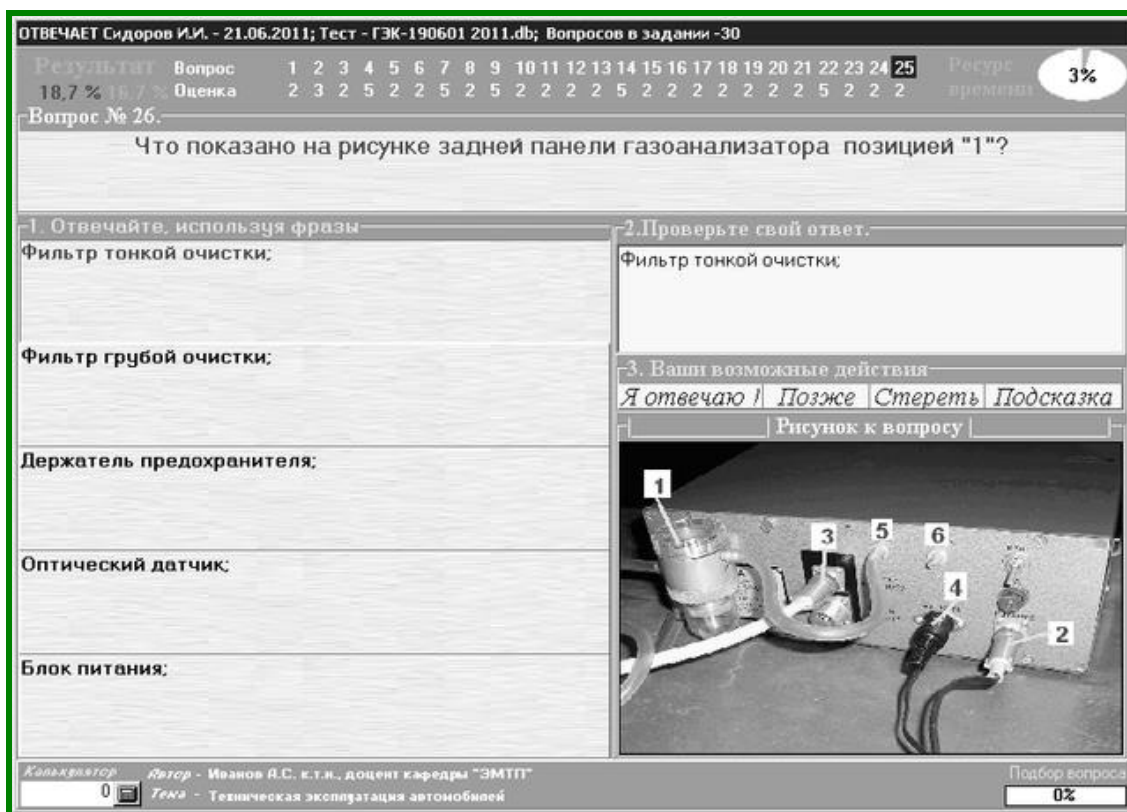 ОТВЕЧАЕТ Сидоров И.И. - 21.06.2011; Тест - ГЭК-190601 2011.db; Вопросов в задании -30
Результат Вопрос 1 2 3 4 5 6 7 8 9 10 11 12 13 14 15 16 17 18 19 20 21 22 23 24 25 Ресурс
18,7 % 16.7 % Оценка 2 3 2 5 2 2 5 2 5 2 2 2 2 5 2 2 2 2 2 2 2 5 2 2 2 времени 3%
Вопрос № 26.
Что показано на рисунке задней панели газоанализатора позицией "1"?
1. Отвечайте, используя фразы
Фильтр тонкой очистки;
Фильтр грубой очистки;
Держатель предохранителя;
Оптический датчик;
Блок питания;
2.Проверьте свой ответ.
Фильтр тонкой очистки;
3. Ваши возможные действия
Я отвечаю ! Позже Стереть Подсказка
Рисунок к вопросу
1
3 5 6
4
2
Калькулятор Автор - Иванов А.С. к.т.н., доцент кафедры "ЭМТП"
0 Тема - Техническая эксплуатация автомобилей
Подбор вопроса
0%